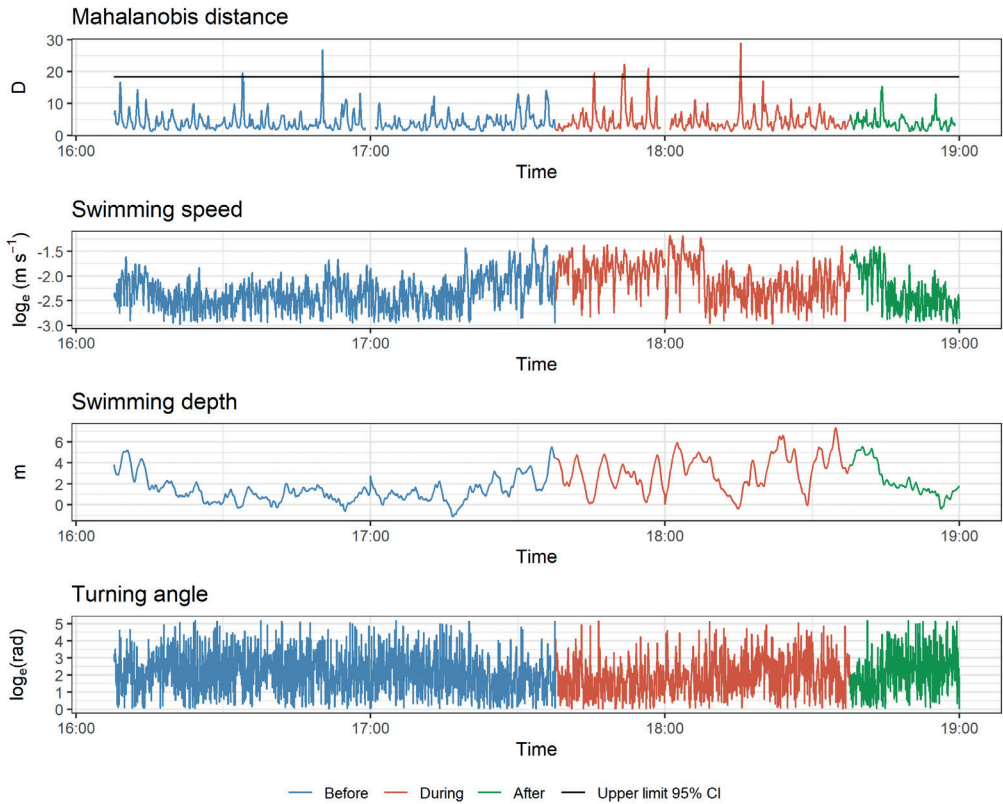 Mahalanobis distance
30
20
10
0
D
16:00 17:00 18:00 19:00
Time
Swimming speed
-1.5
-2.0
-2.5
-3.0
logₑ (m s⁻¹)
16:00 17:00 18:00 19:00
Time
Swimming depth
6
4
2
0
m
16:00 17:00 18:00 19:00
Time
Turning angle
5
4
3
2
1
0
logₑ(rad)
16:00 17:00 18:00 19:00
Time
Before During After Upper limit 95% CI